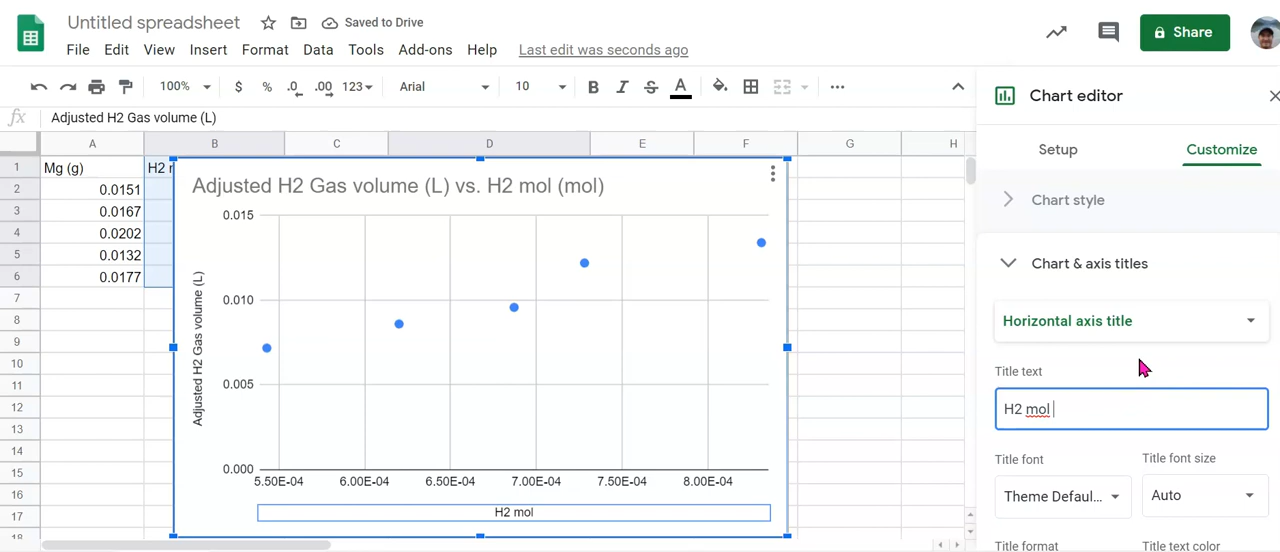 Untitled spreadsheet
Saved to Drive
File Edit View Insert Format Data Tools Add-ons Help Last edit was seconds ago
Share
100% $ % .0 .00 123 Arial 10 B I S A
fx Adjusted H2 Gas volume (L)
A B C D E F G H
1 Mg (g) H2
2 0.0151
3 0.0167
4 0.0202
5 0.0132
6 0.0177
7
8
9
10
11
12
13
14
15
16
17
18
Adjusted H2 Gas volume (L) vs. H2 mol (mol)
Adjusted H2 Gas volume (L)
0.015
0.010
0.005
0.000
5.50E-04 6.00E-04 6.50E-04 7.00E-04 7.50E-04 8.00E-04
H2 mol
Chart editor
Setup Customize
Chart style
Chart & axis titles
Horizontal axis title
Title text
H2 mol
Title font Title font size
Theme Defaul... Auto
Title format Title text color